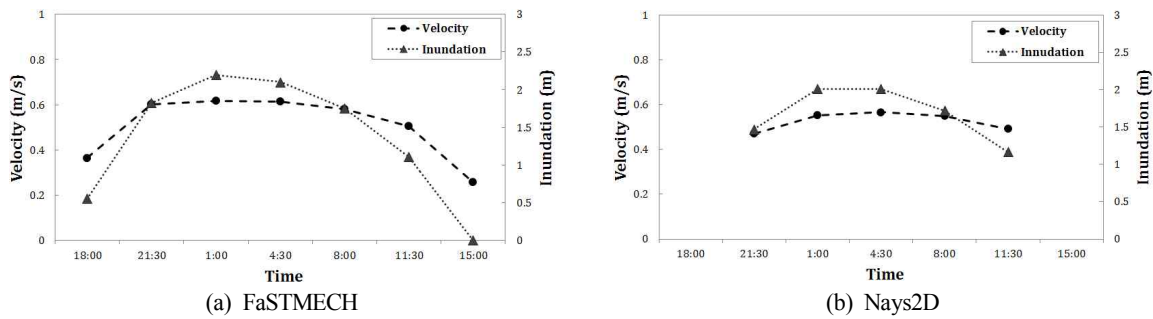 1
0.8
0.6
0.4
0.2
0
Velocity (m/s)
3
2.5
2
1.5
1
0.5
0
Inundation (m)
Velocity
Inundation
18:00 21:30 1:00 4:30 8:00 11:30 15:00
Time
(a) FaSTMECH
1
0.8
0.6
0.4
0.2
0
Velocity (m/s)
3
2.5
2
1.5
1
0.5
0
Inundation (m)
Velocity
Inudation
18:00 21:30 1:00 4:30 8:00 11:30 15:00
Time
(b) Nays2D